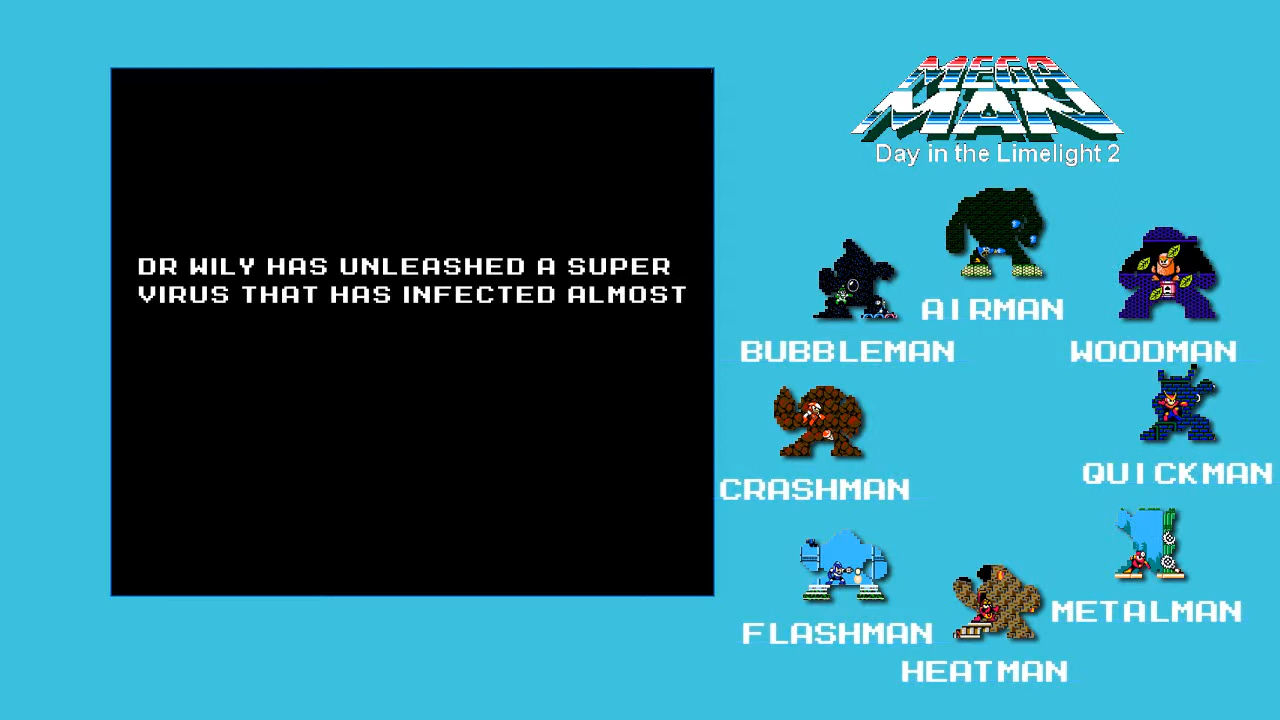 DR WILY HAS UNLEASHED A SUPER
VIRUS THAT HAS INFECTED ALMOST
MEGA
MAN
Day in the Limelight 2
AIRMAN
BUBBLEMAN
WOODMAN
CRASHMAN
QUICKMAN
FLASHMAN
METALMAN
HEATMAN